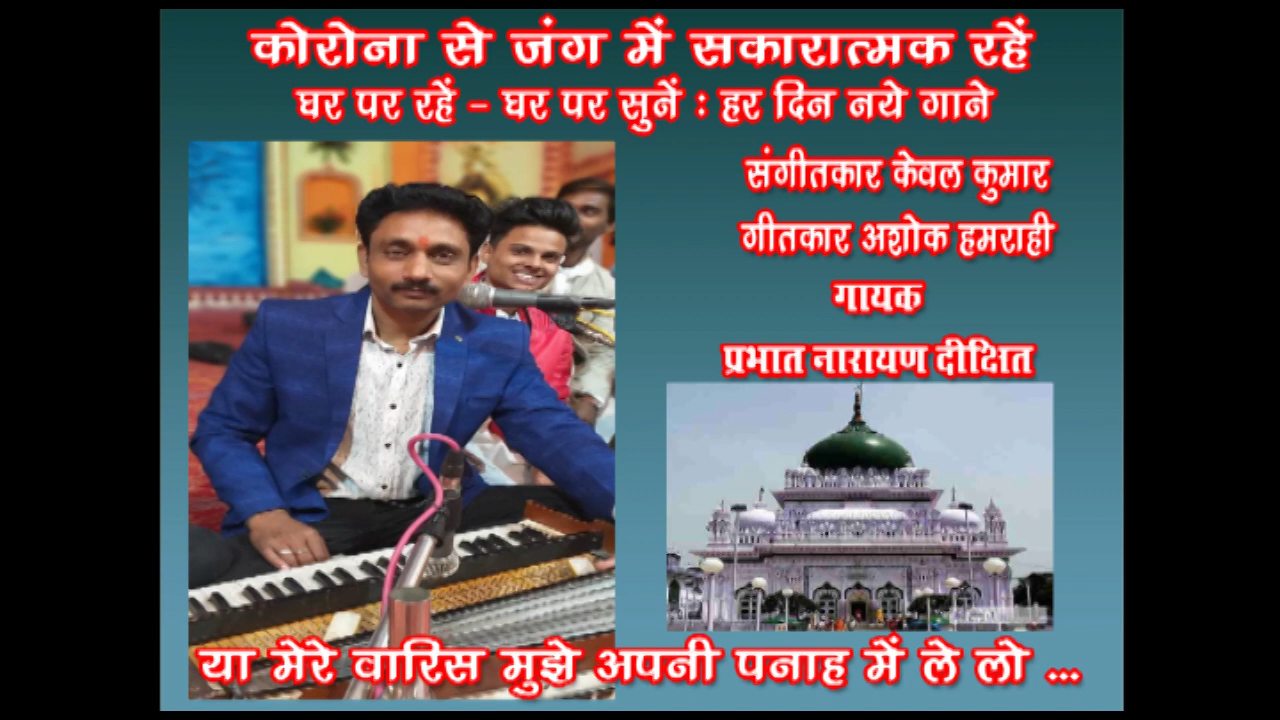 कोरोना से जंग में सकारात्मक रहें
घर पर रहें - घर पर सुनें : हर दिन नये गाने
संगीतकार केवल कुमार
गीतकार अशोक हमराही
गायक
प्रभात नारायण दीक्षित
या मेरे वारिस मुझे अपनी पनाह में ले लो ...